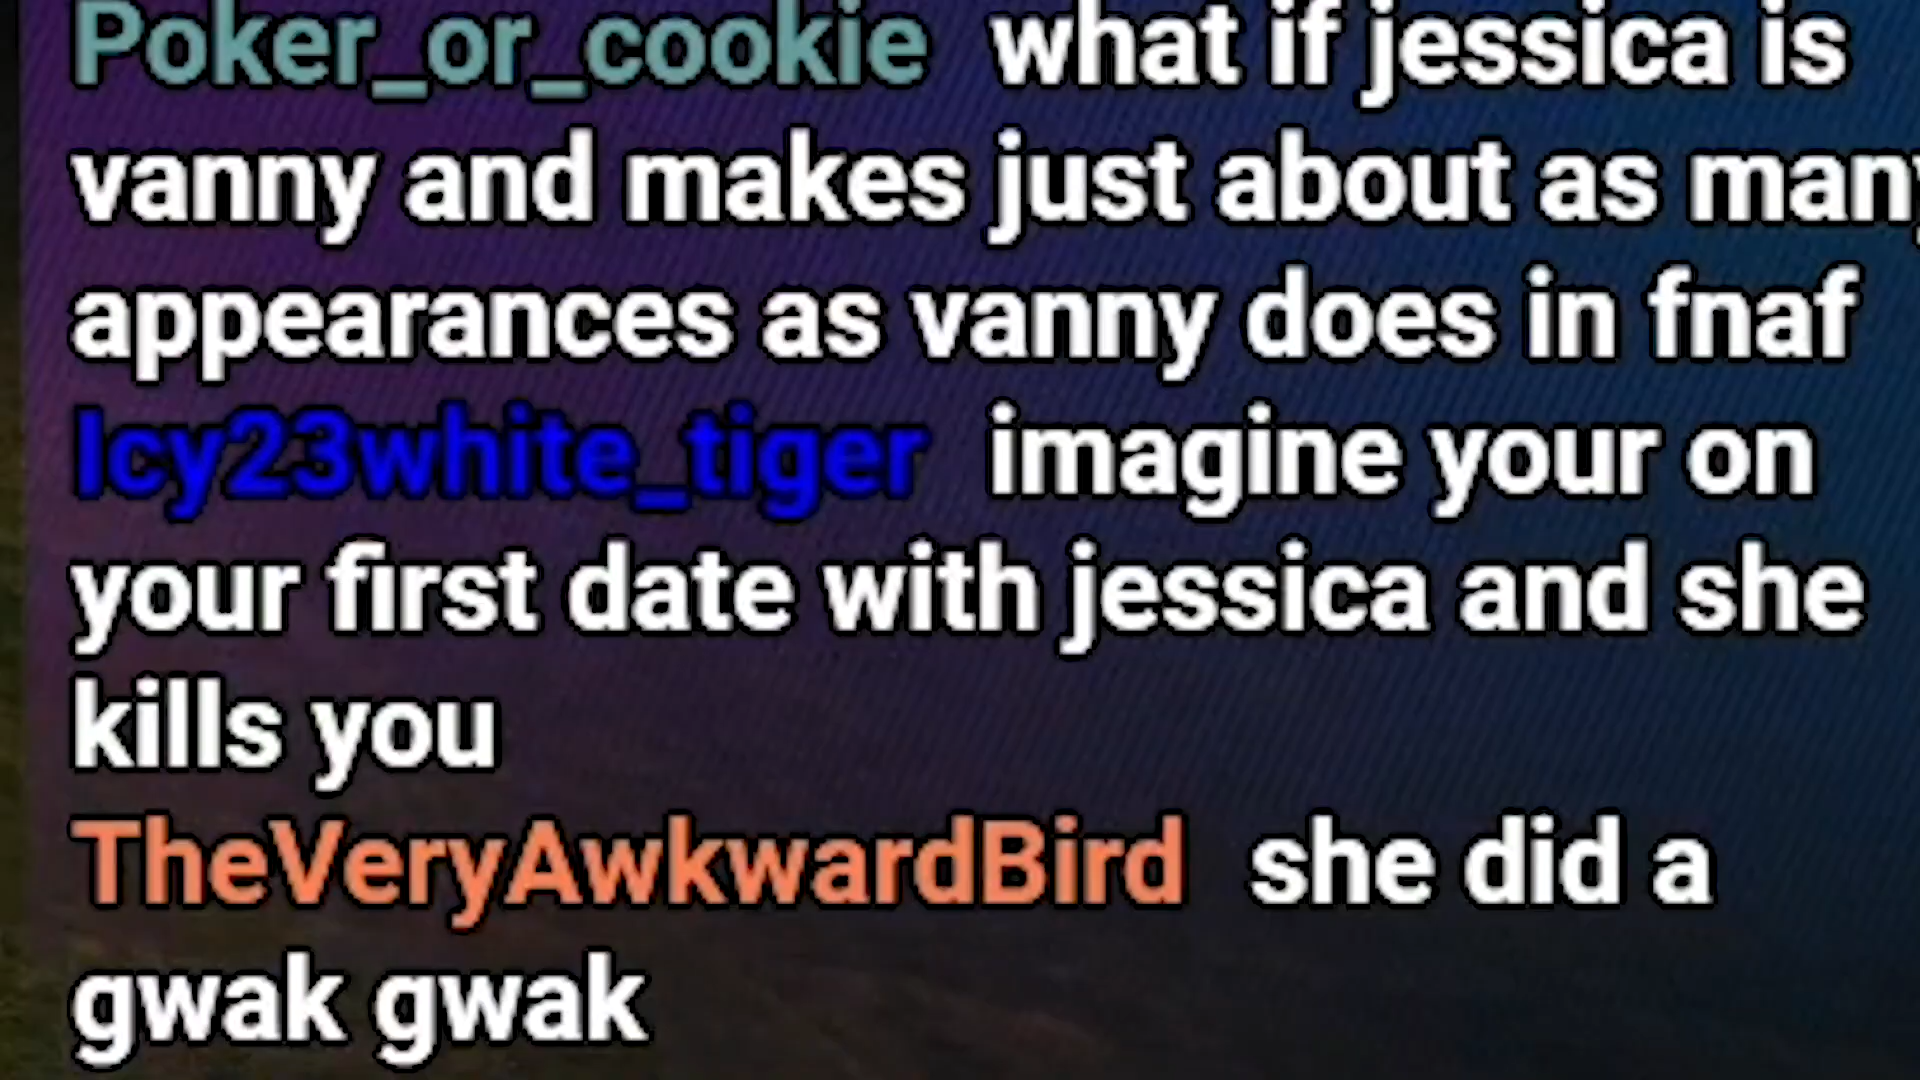 Poker_or_cookie what if jessica is
vanny and makes just about as many
appearances as vanny does in fnaf
Icy23white_tiger imagine your on
your first date with jessica and she
kills you
TheVeryAwkwardBird she did a
gwak gwak